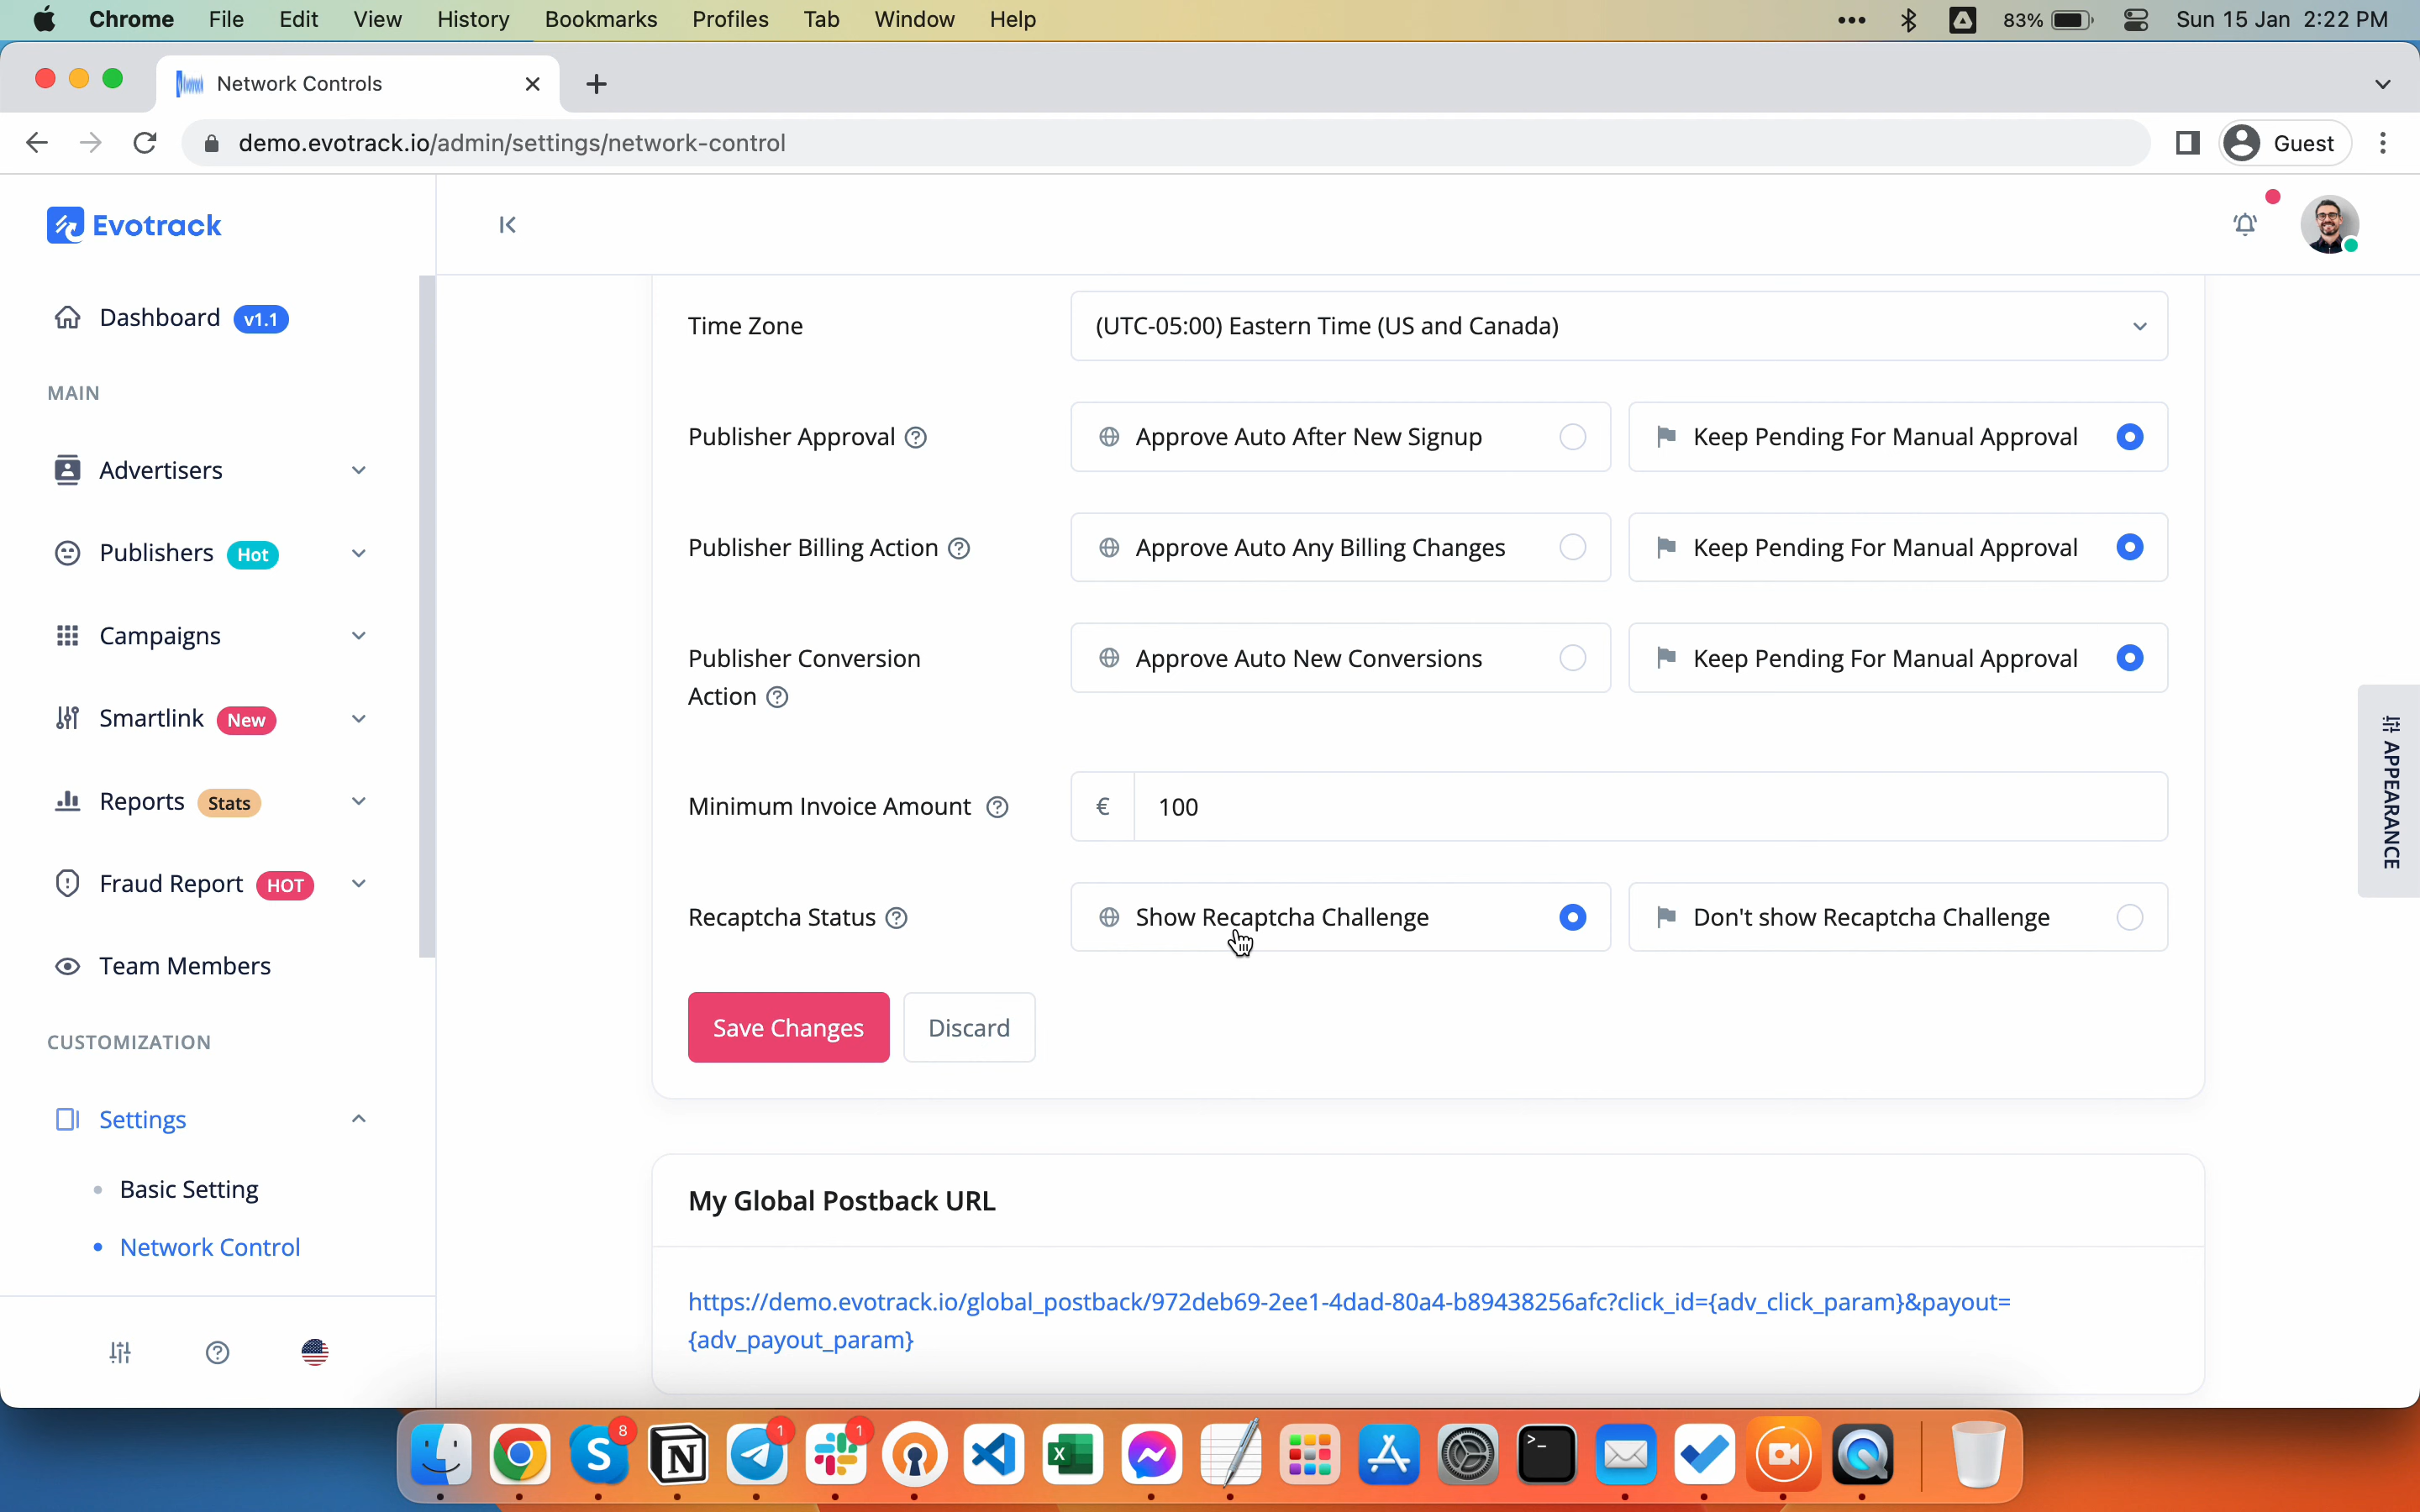 Chrome File Edit View History Bookmarks Profiles Tab Window Help 83% Sun 15 Jan 2:22 PM
Network Controls
demo.evotrack.io/admin/settings/network-control Guest
Evotrack
Dashboard v1.1
MAIN
Advertisers
Publishers Hot
Campaigns
Smartlink New
Reports Stats
Fraud Report HOT
Team Members
CUSTOMIZATION
Settings
Basic Setting
Network Control
Time Zone (UTC-05:00) Eastern Time (US and Canada)
Publisher Approval Approve Auto After New Signup Keep Pending For Manual Approval
Publisher Billing Action Approve Auto Any Billing Changes Keep Pending For Manual Approval
Publisher Conversion
Action
Approve Auto New Conversions Keep Pending For Manual Approval
Minimum Invoice Amount € 100
Recaptcha Status Show Recaptcha Challenge Don't show Recaptcha Challenge
Save Changes Discard
My Global Postback URL
https://demo.evotrack.io/global_postback/972deb69-2ee1-4dad-80a4-b89438256afc?click_id={adv_click_param}&payout=
{adv_payout_param}
APPEARANCE
8 1 1